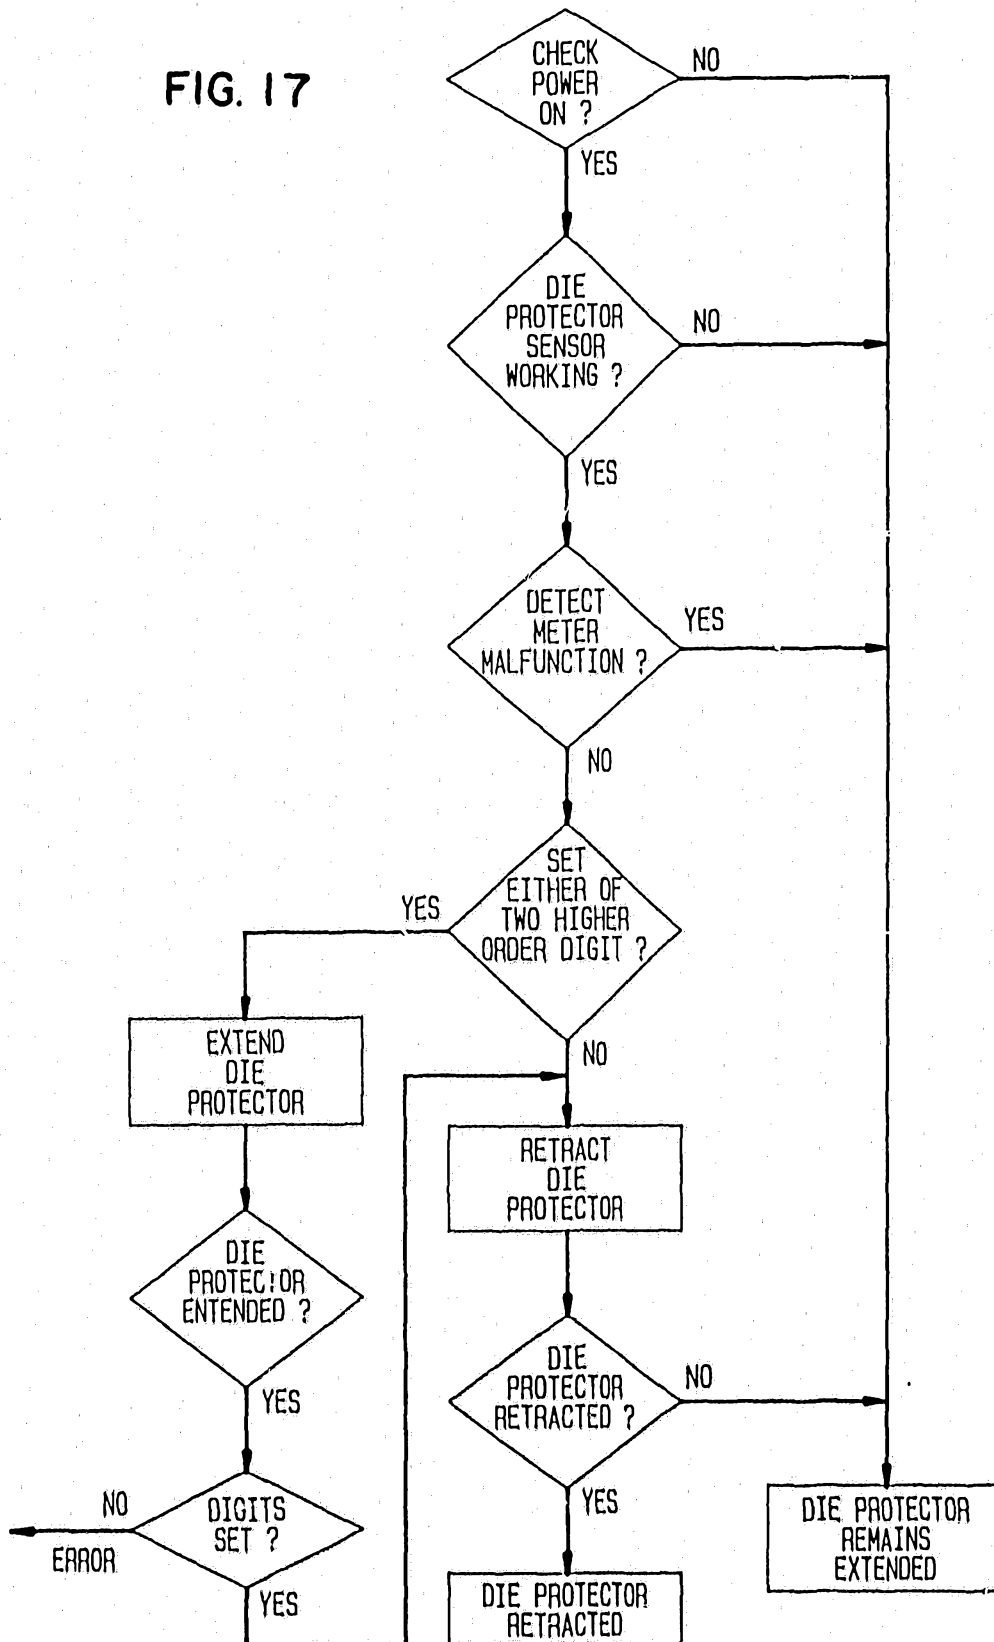 FIG. 17
CHECK
POWER
ON ?
NO
YES
DIE
PROTECTOR
SENSOR
WORKING ?
NO
YES
DETECT
METER
MALFUNCTION ?
YES
NO
SET
EITHER OF
TWO HIGHER
ORDER DIGIT ?
YES
NO
EXTEND
DIE
PROTECTOR
RETRACT
DIE
PROTECTOR
DIE
PROTECTOR
ENTENDED ?
YES
DIE
PROTECTOR
RETRACTED ?
NO
YES
DIGITS
SET ?
NO
ERROR
YES
DIE PROTECTOR
REMAINS
EXTENDED
DIE PROTECTOR
RETRACTED